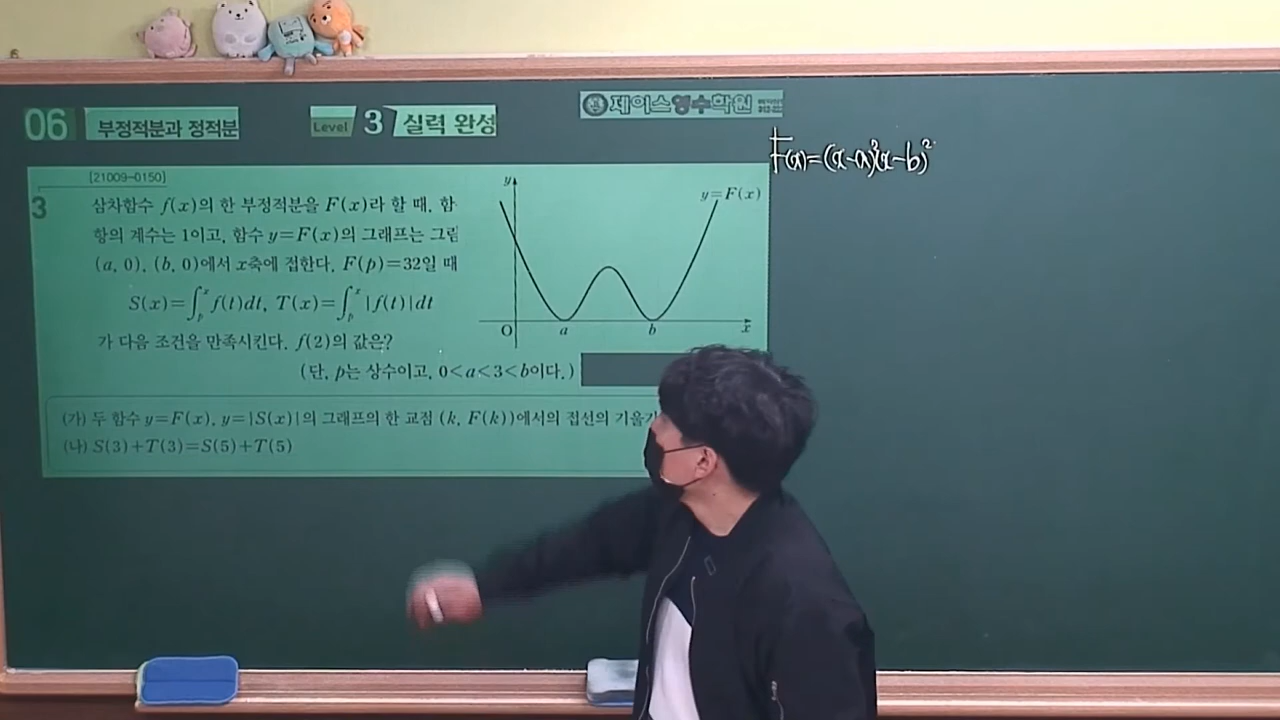 06 부정적분과 정적분 Level 3 실력 완성
제이스영수학원
[21009-0150]
3 삼차함수 f(x)의 한 부정적분을 F(x)라 할 때, 함
항의 계수는 1이고, 함수 y=F(x)의 그래프는 그림
(a, 0), (b, 0)에서 x축에 접한다. F(p)=32일 때
S(x)=∫_p^x f(t)dt, T(x)=∫_p^x |f(t)|dt
가 다음 조건을 만족시킨다. f(2)의 값은?
(단, p는 상수이고, 0<a<3<b이다.)
y
y=F(x)
O a b x
(가) 두 함수 y=F(x), y=|S(x)|의 그래프의 한 교점 (k, F(k))에서의 접선의 기울기
(나) S(3)+T(3)=S(5)+T(5)
F(x)=(x-a)²(x-b)²